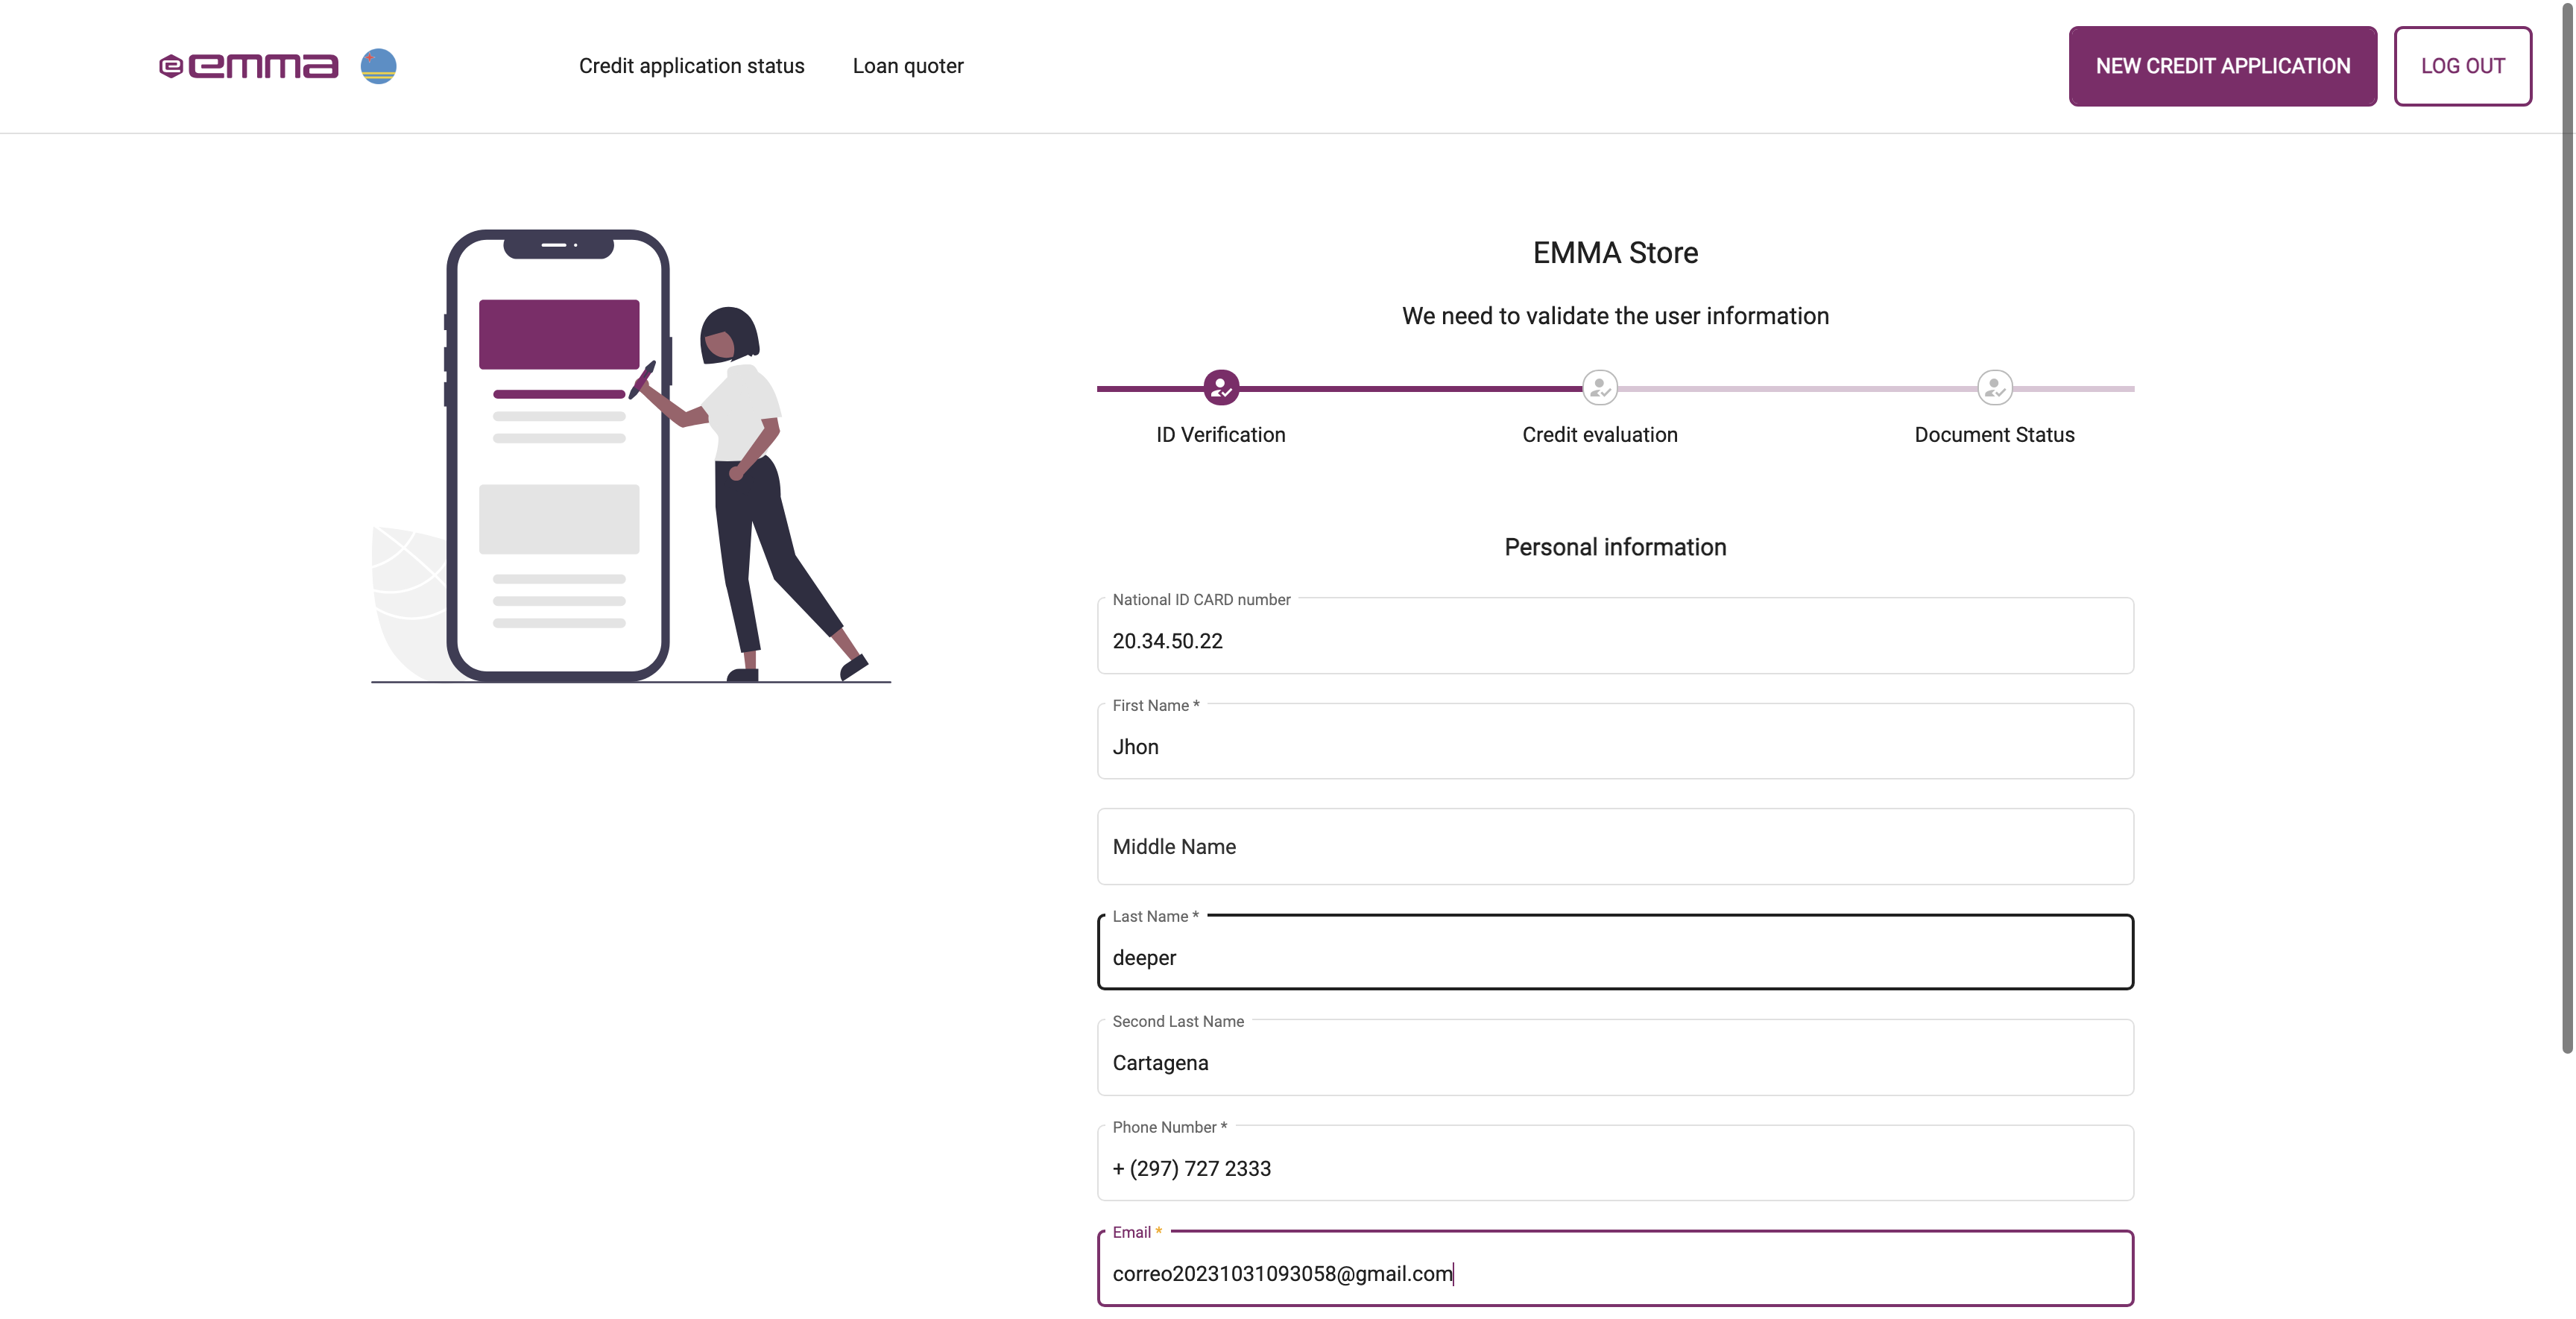 emma
Credit application status
Loan quoter
NEW CREDIT APPLICATION
LOG OUT
EMMA Store
We need to validate the user information
ID Verification
Credit evaluation
Document Status
Personal information
National ID CARD number
20.34.50.22
First Name *
Jhon
Middle Name
Last Name *
deeper
Second Last Name
Cartagena
Phone Number *
+ (297) 727 2333
Email *
correo20231031093058@gmail.com